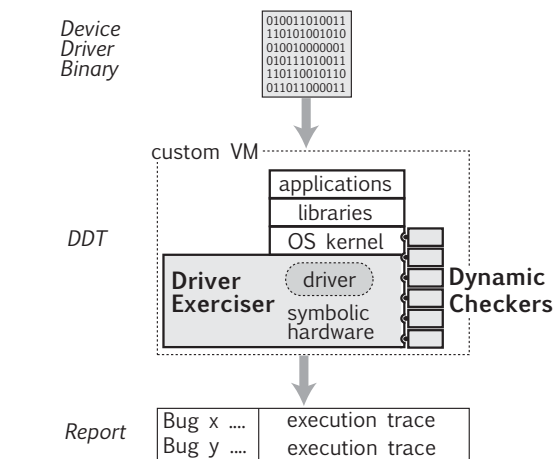 Device
Driver
Binary
010011010011
110101001010
010010000001
010111010011
110110010110
011011000011
custom VM
applications
libraries
OS kernel
DDT
Driver
Exerciser
driver
symbolic
hardware
Dynamic
Checkers
Report
Bug x .... execution trace
Bug y .... execution trace